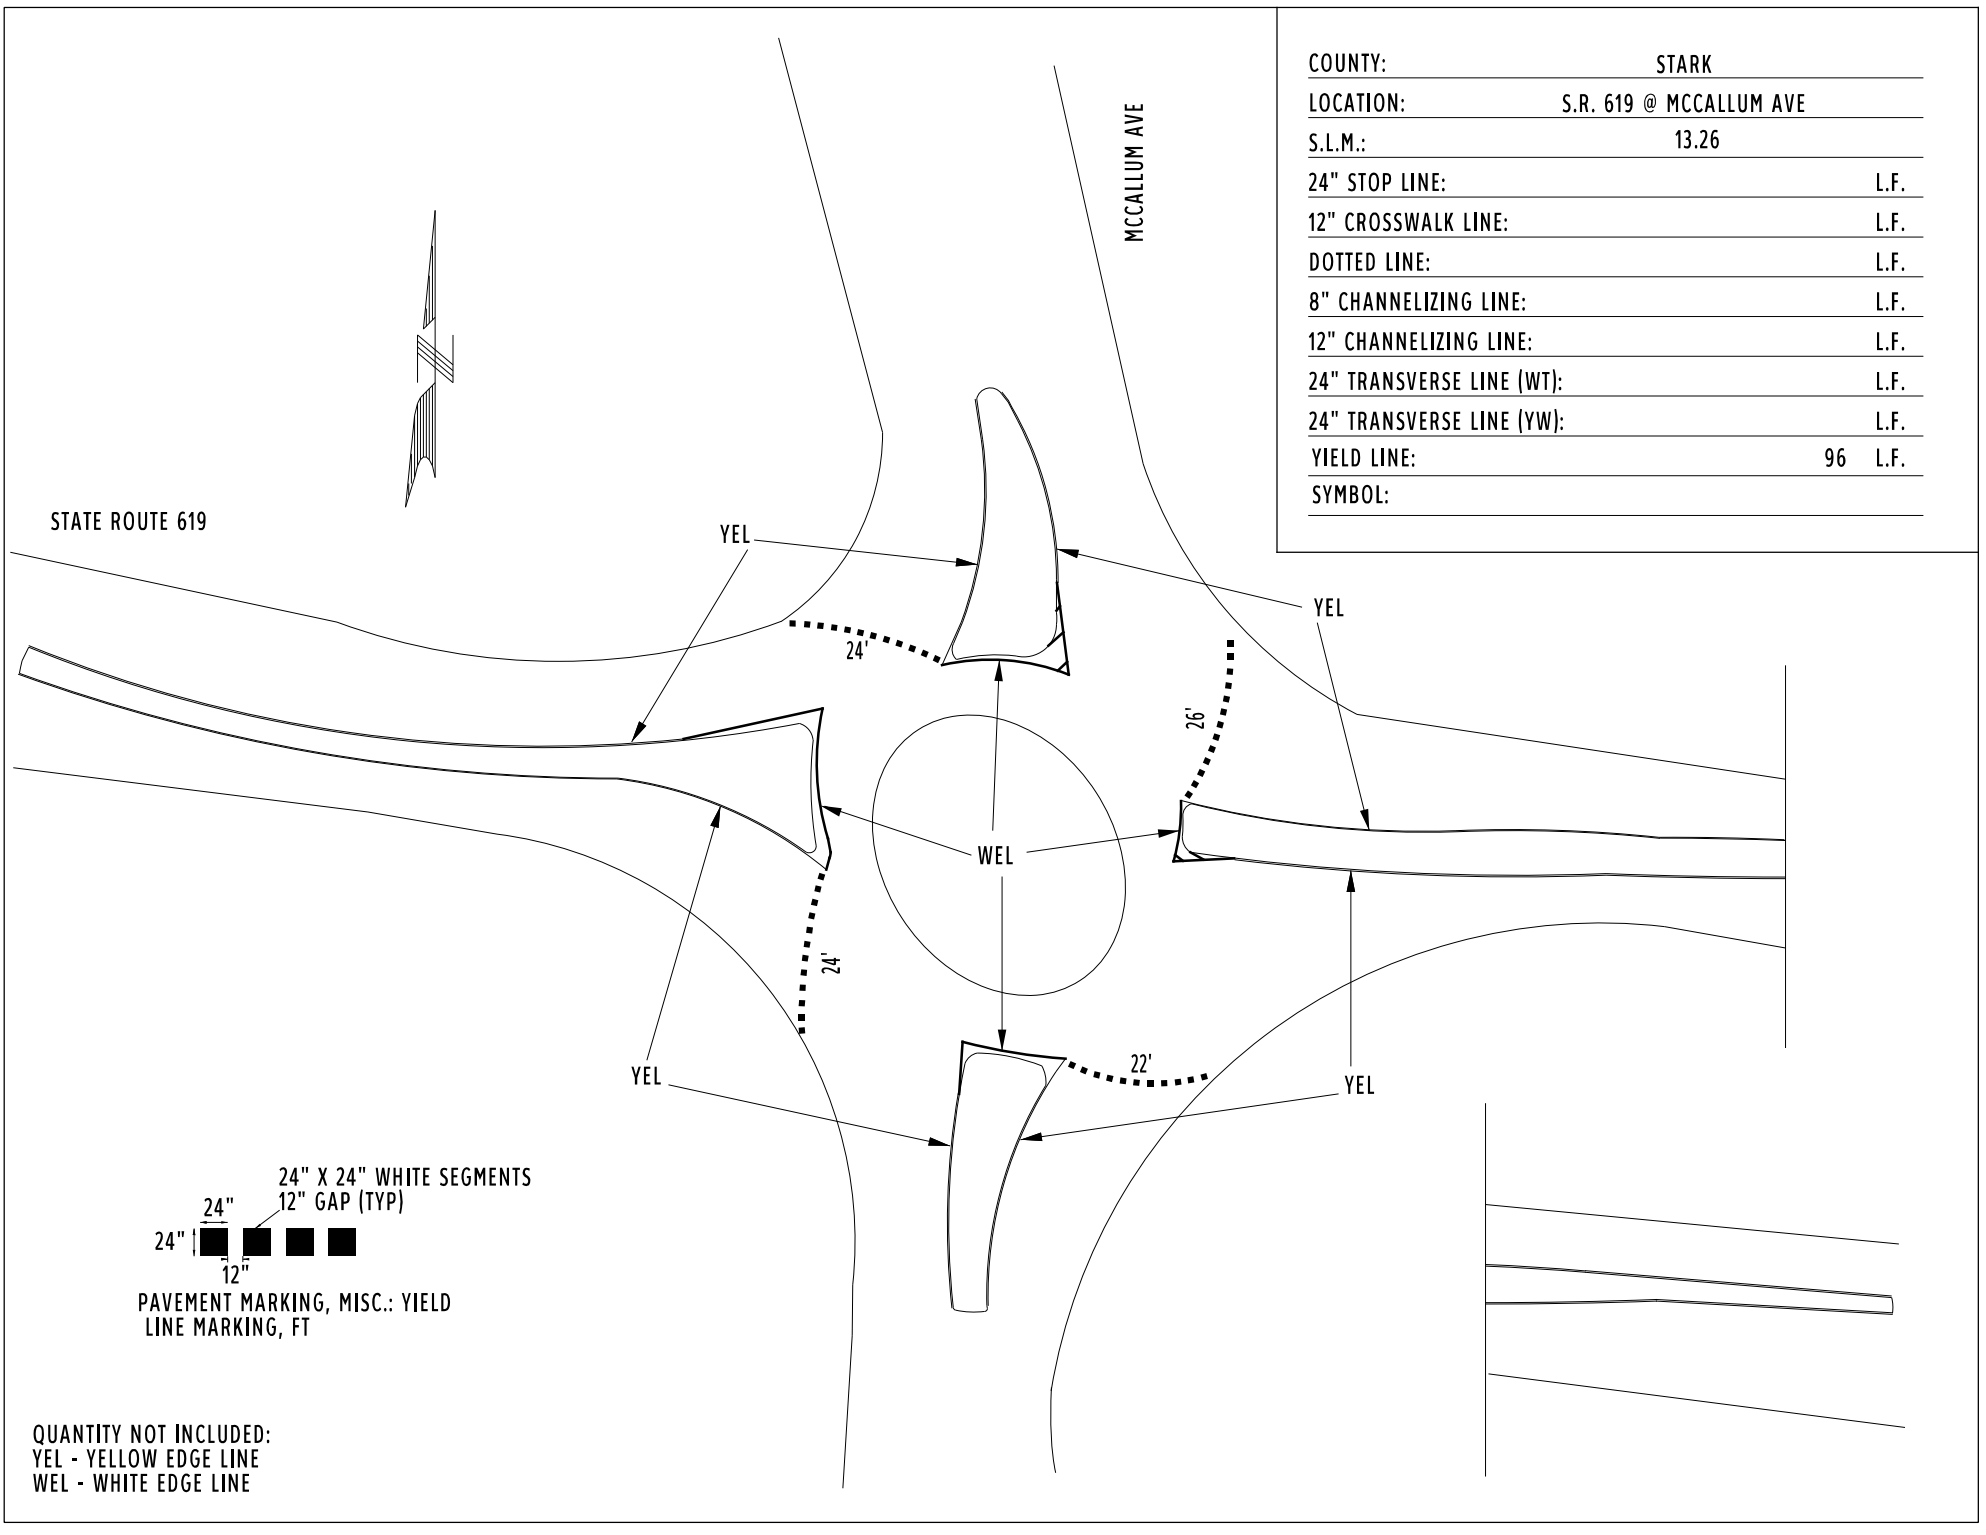 COUNTY: STARK
LOCATION: S.R. 619 @ MCCALLUM AVE
S.L.M.: 13.26
24" STOP LINE: L.F.
12" CROSSWALK LINE: L.F.
DOTTED LINE: L.F.
8" CHANNELIZING LINE: L.F.
12" CHANNELIZING LINE: L.F.
24" TRANSVERSE LINE (WT): L.F.
24" TRANSVERSE LINE (YW): L.F.
YIELD LINE: 96 L.F.
SYMBOL:
MCCALLUM AVE
STATE ROUTE 619
YEL
YEL
24'
26'
WEL
24'
22'
YEL
YEL
24" X 24" WHITE SEGMENTS
12" GAP (TYP)
24"
24"
12"
PAVEMENT MARKING, MISC.: YIELD
LINE MARKING, FT
QUANTITY NOT INCLUDED:
YEL - YELLOW EDGE LINE
WEL - WHITE EDGE LINE